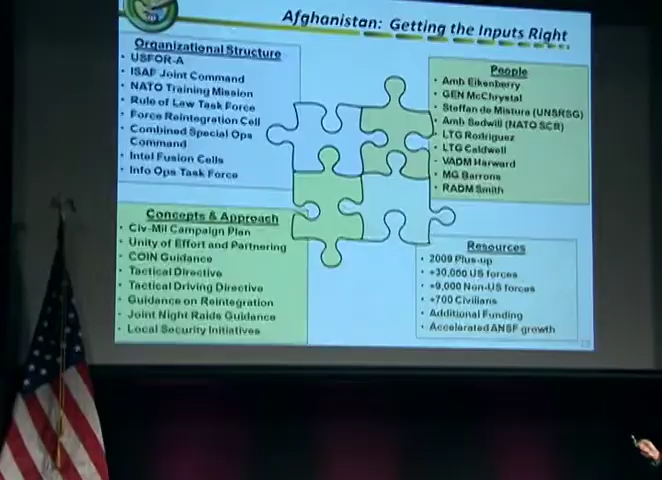 Afghanistan: Getting the Inputs Right
Organizational Structure
• USFOR-A
• ISAF Joint Command
• NATO Training Mission
• Rule of Law Task Force
• Force Reintegration Cell
• Combined Special Ops
Command
• Intel Fusion Cells
• Info Ops Task Force
People
• Amb Eikenberry
• GEN McChrystal
• Steffan de Mistura (UNSRSG)
• Amb Sedwill (NATO SCR)
• LTG Rodriguez
• LTG Caldwell
• VADM Harward
• MG Barrons
• RADM Smith
Concepts & Approach
• Civ-Mil Campaign Plan
• Unity of Effort and Partnering
• COIN Guidance
• Tactical Directive
• Tactical Driving Directive
• Guidance on Reintegration
• Joint Night Raids Guidance
• Local Security Initiatives
Resources
• 2009 Plus-up
• +30,000 US forces
• +9,000 Non-US forces
• +700 Civilians
• Additional Funding
• Accelerated ANSF growth